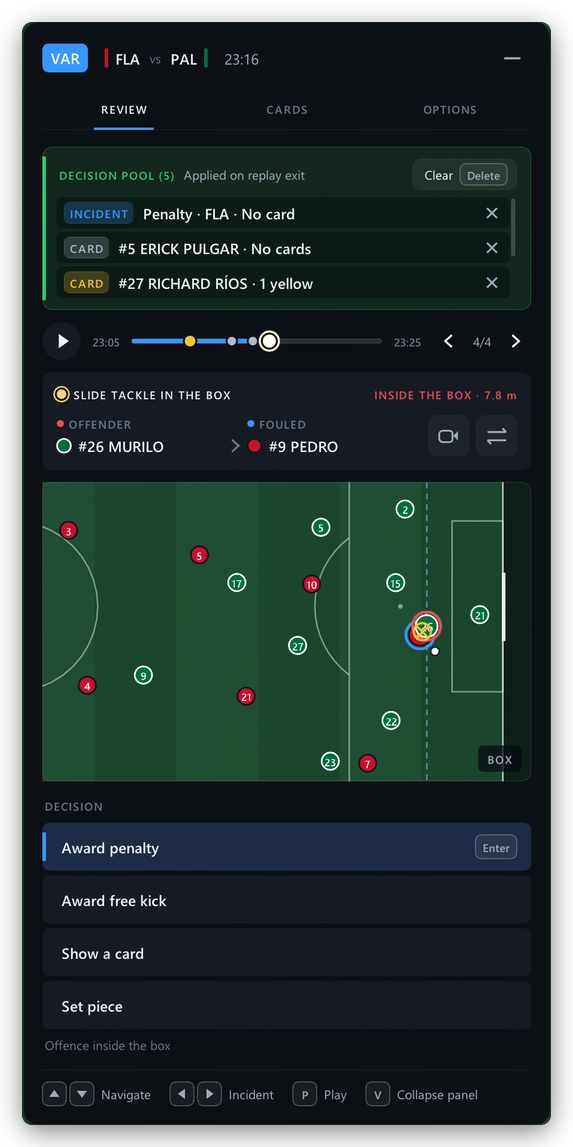 VAR FLA vs PAL 23:16
REVIEW CARDS OPTIONS
DECISION POOL (5) Applied on replay exit Clear Delete
INCIDENT Penalty · FLA · No card
CARD #5 ERICK PULGAR · No cards
CARD #27 RICHARD RÍOS · 1 yellow
23:05 23:25 4/4
SLIDE TACKLE IN THE BOX INSIDE THE BOX · 7.8 m
OFFENDER FOULED
#26 MURILO #9 PEDRO
2
5
3
5
17
10
15
21
26
27
9
4
21
22
23
7
BOX
DECISION
Award penalty Enter
Award free kick
Show a card
Set piece
Offence inside the box
Navigate Incident P Play V Collapse panel